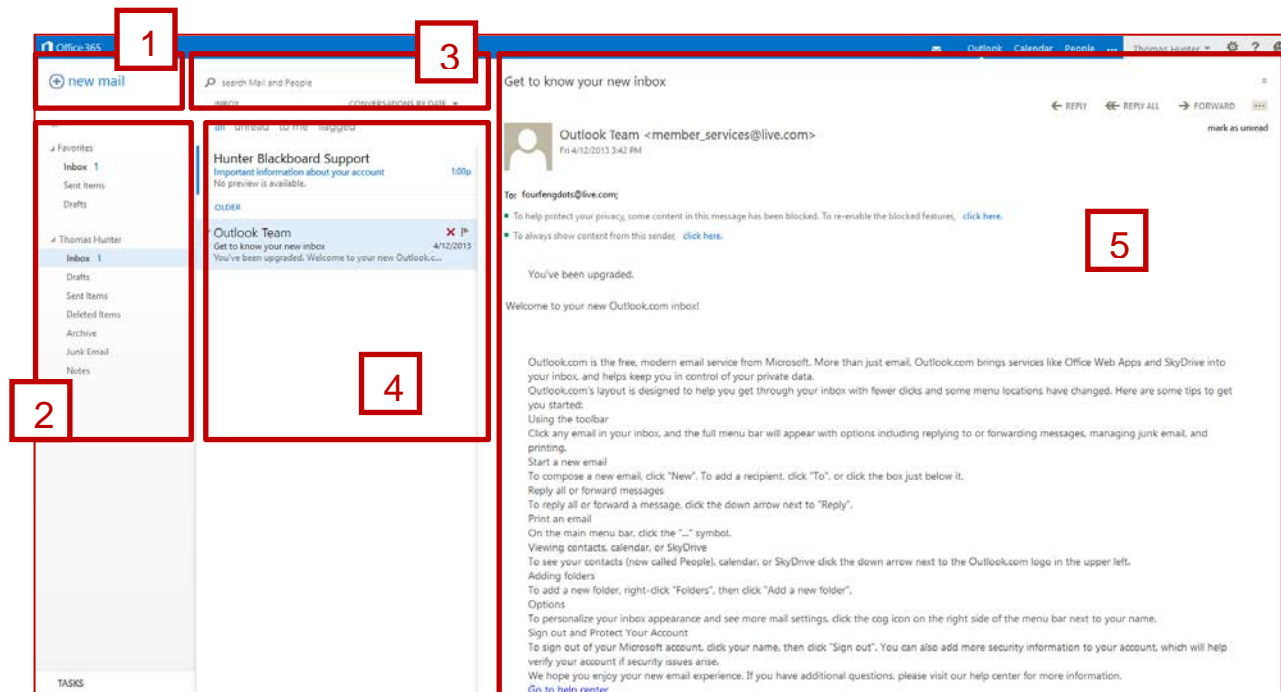 1
3
Office 365
Outlook Calendar People ... Thomas Hunter ?
new mail
search Mail and People
INBOX CONVERSATIONS BY DATE
all unread to me flagged
Favorites
Inbox 1
Sent Items
Drafts
Thomas Hunter
Inbox 1
Drafts
Sent Items
Deleted Items
Archive
Junk Email
Notes
2
TASKS
Hunter Blackboard Support
Important information about your account 1:00p
No preview is available.
OLDER
Outlook Team
Get to know your new inbox 4/12/2013
You've been upgraded. Welcome to your new Outlook.c...
4
Get to know your new inbox
REPLY REPLY ALL FORWARD ...
mark as unread
Outlook Team <member_services@live.com>
Fri 4/12/2013 3:42 PM
To: fourfengdots@live.com;
To help protect your privacy, some content in this message has been blocked. To re-enable the blocked features, click here.
To always show content from this sender, click here.
5
You've been upgraded.
Welcome to your new Outlook.com inbox!
Outlook.com is the free, modern email service from Microsoft. More than just email, Outlook.com brings services like Office Web Apps and SkyDrive into
your inbox, and helps keep you in control of your private data.
Outlook.com's layout is designed to help you get through your inbox with fewer clicks and some menu locations have changed. Here are some tips to get
you started:
Using the toolbar
Click any email in your inbox, and the full menu bar will appear with options including replying to or forwarding messages, managing junk email, and
printing.
Start a new email
To compose a new email, click "New". To add a recipient, click "To", or click the box just below it.
Reply all or forward messages
To reply all or forward a message, click the down arrow next to "Reply".
Print an email
On the main menu bar, click the "..." symbol.
Viewing contacts, calendar, or SkyDrive
To see your contacts (now called People), calendar, or SkyDrive click the down arrow next to the Outlook.com logo in the upper left.
Adding folders
To add a new folder, right-click "Folders", then click "Add a new folder".
Options
To personalize your inbox appearance and see more mail settings, click the cog icon on the right side of the menu bar next to your name.
Sign out and Protect Your Account
To sign out of your Microsoft account, click your name, then click "Sign out". You can also add more security information to your account, which will help
verify your account if security issues arise.
We hope you enjoy your new email experience. If you have additional questions, please visit our help center for more information.
Go to help center